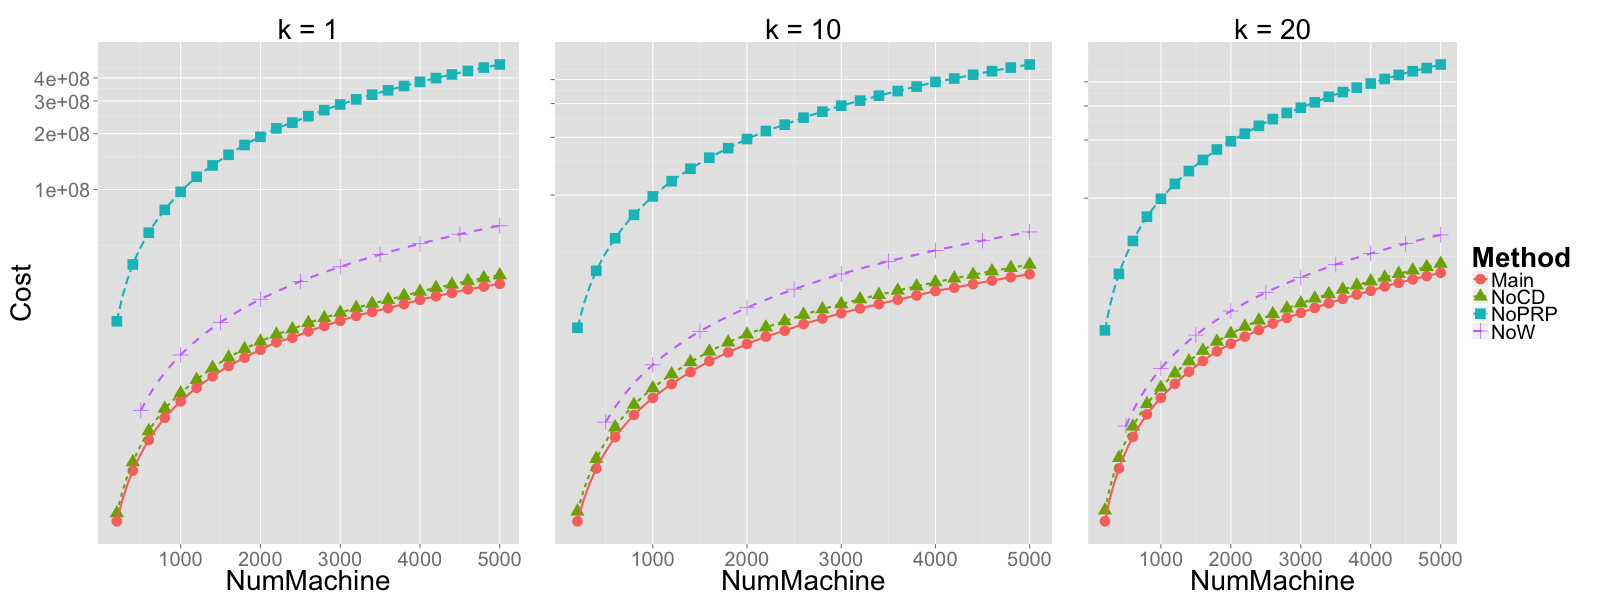 k = 1
k = 10
k = 20
4e+08
3e+08
2e+08
1e+08
Cost
1000 2000 3000 4000 5000
1000 2000 3000 4000 5000
1000 2000 3000 4000 5000
NumMachine
NumMachine
NumMachine
Method
Main
NoCD
NoPRP
NoW